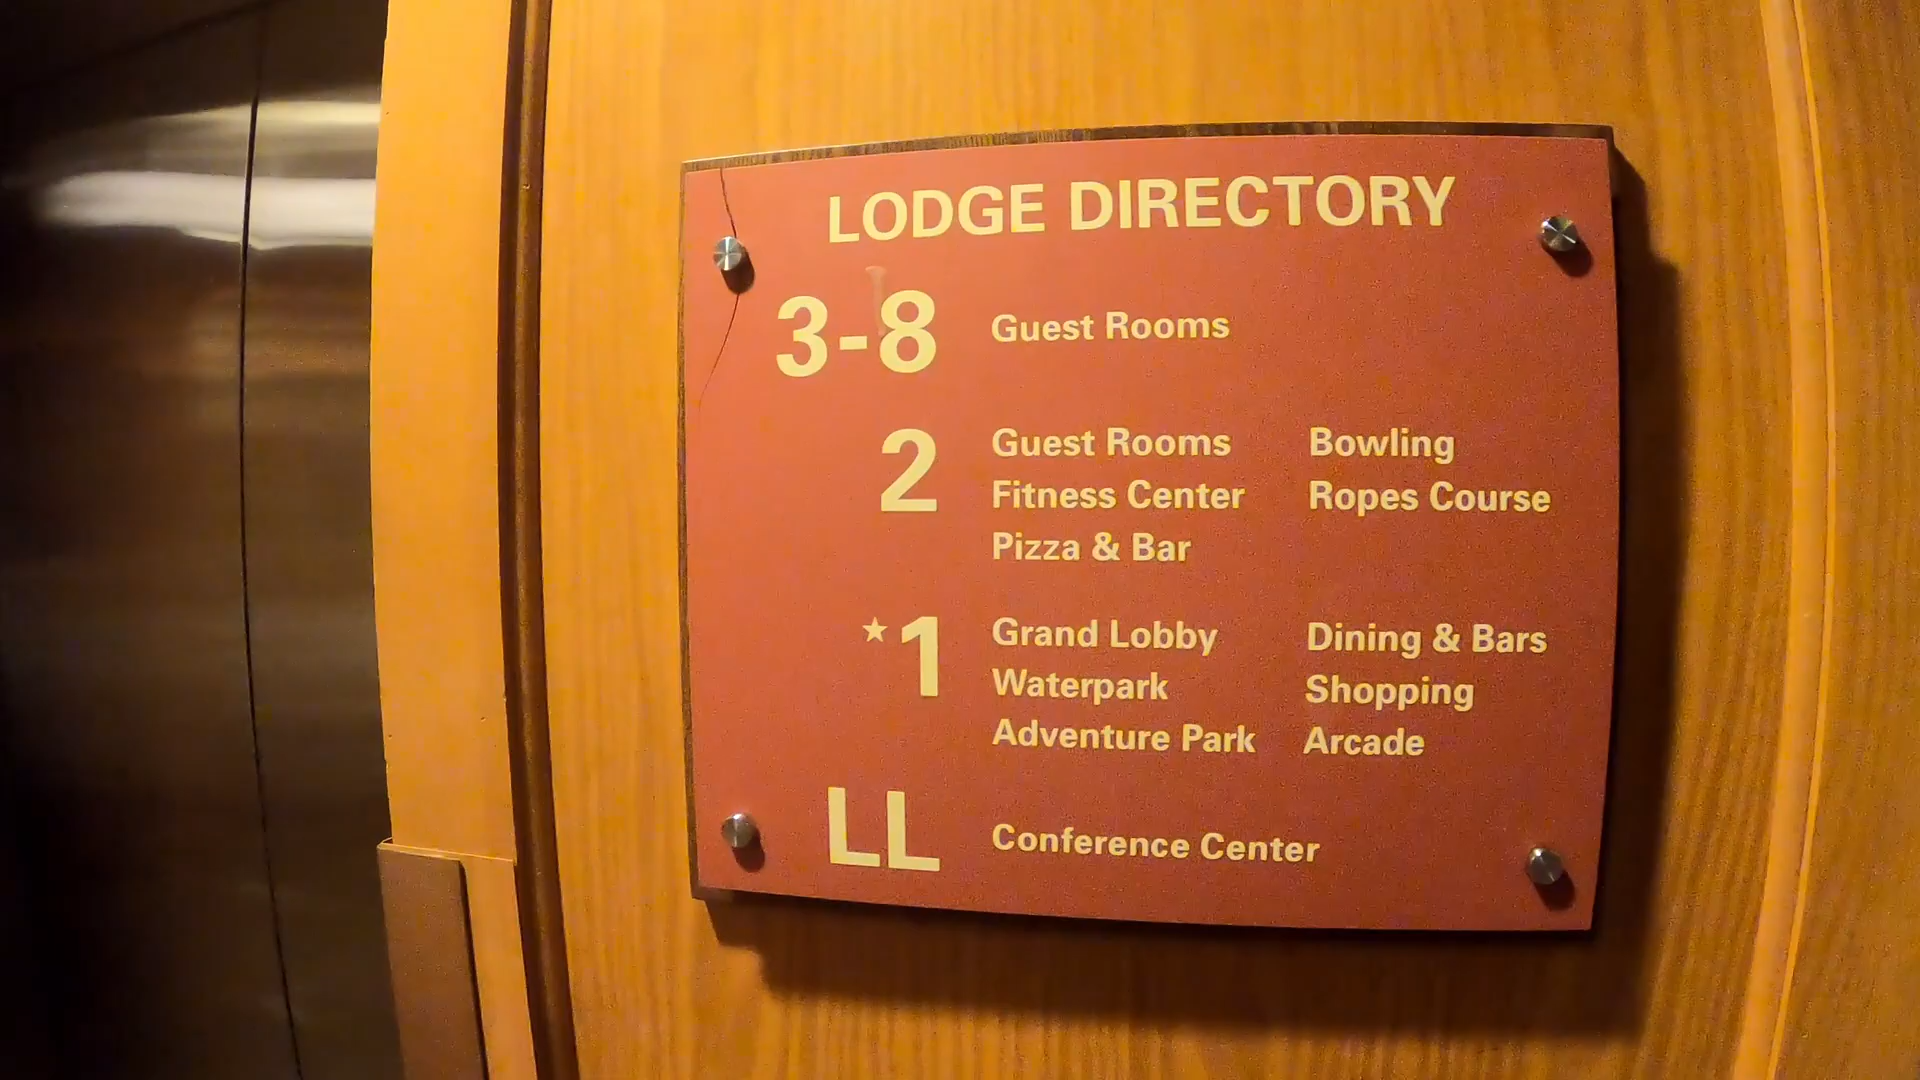 LODGE DIRECTORY
3-8 Guest Rooms
2 Guest Rooms Bowling
Fitness Center Ropes Course
Pizza & Bar
★1 Grand Lobby Dining & Bars
Waterpark Shopping
Adventure Park Arcade
LL Conference Center